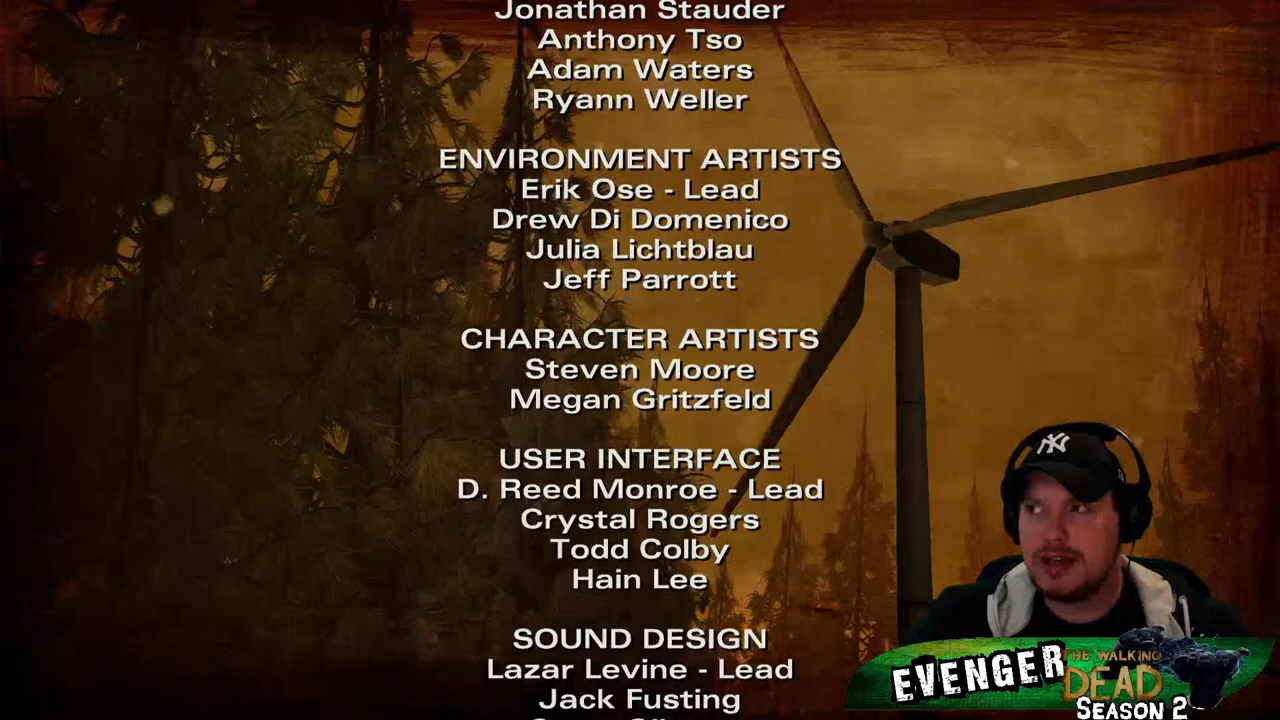 Jonathan Stauder
Anthony Tso
Adam Waters
Ryann Weller
ENVIRONMENT ARTISTS
Erik Ose - Lead
Drew Di Domenico
Julia Lichtblau
Jeff Parrott
CHARACTER ARTISTS
Steven Moore
Megan Gritzfeld
USER INTERFACE
D. Reed Monroe - Lead
Crystal Rogers
Todd Colby
Hain Lee
SOUND DESIGN
Lazar Levine - Lead
Jack Fusting
NY
EVENGER
THE WALKING
DEAD
SEASON 2